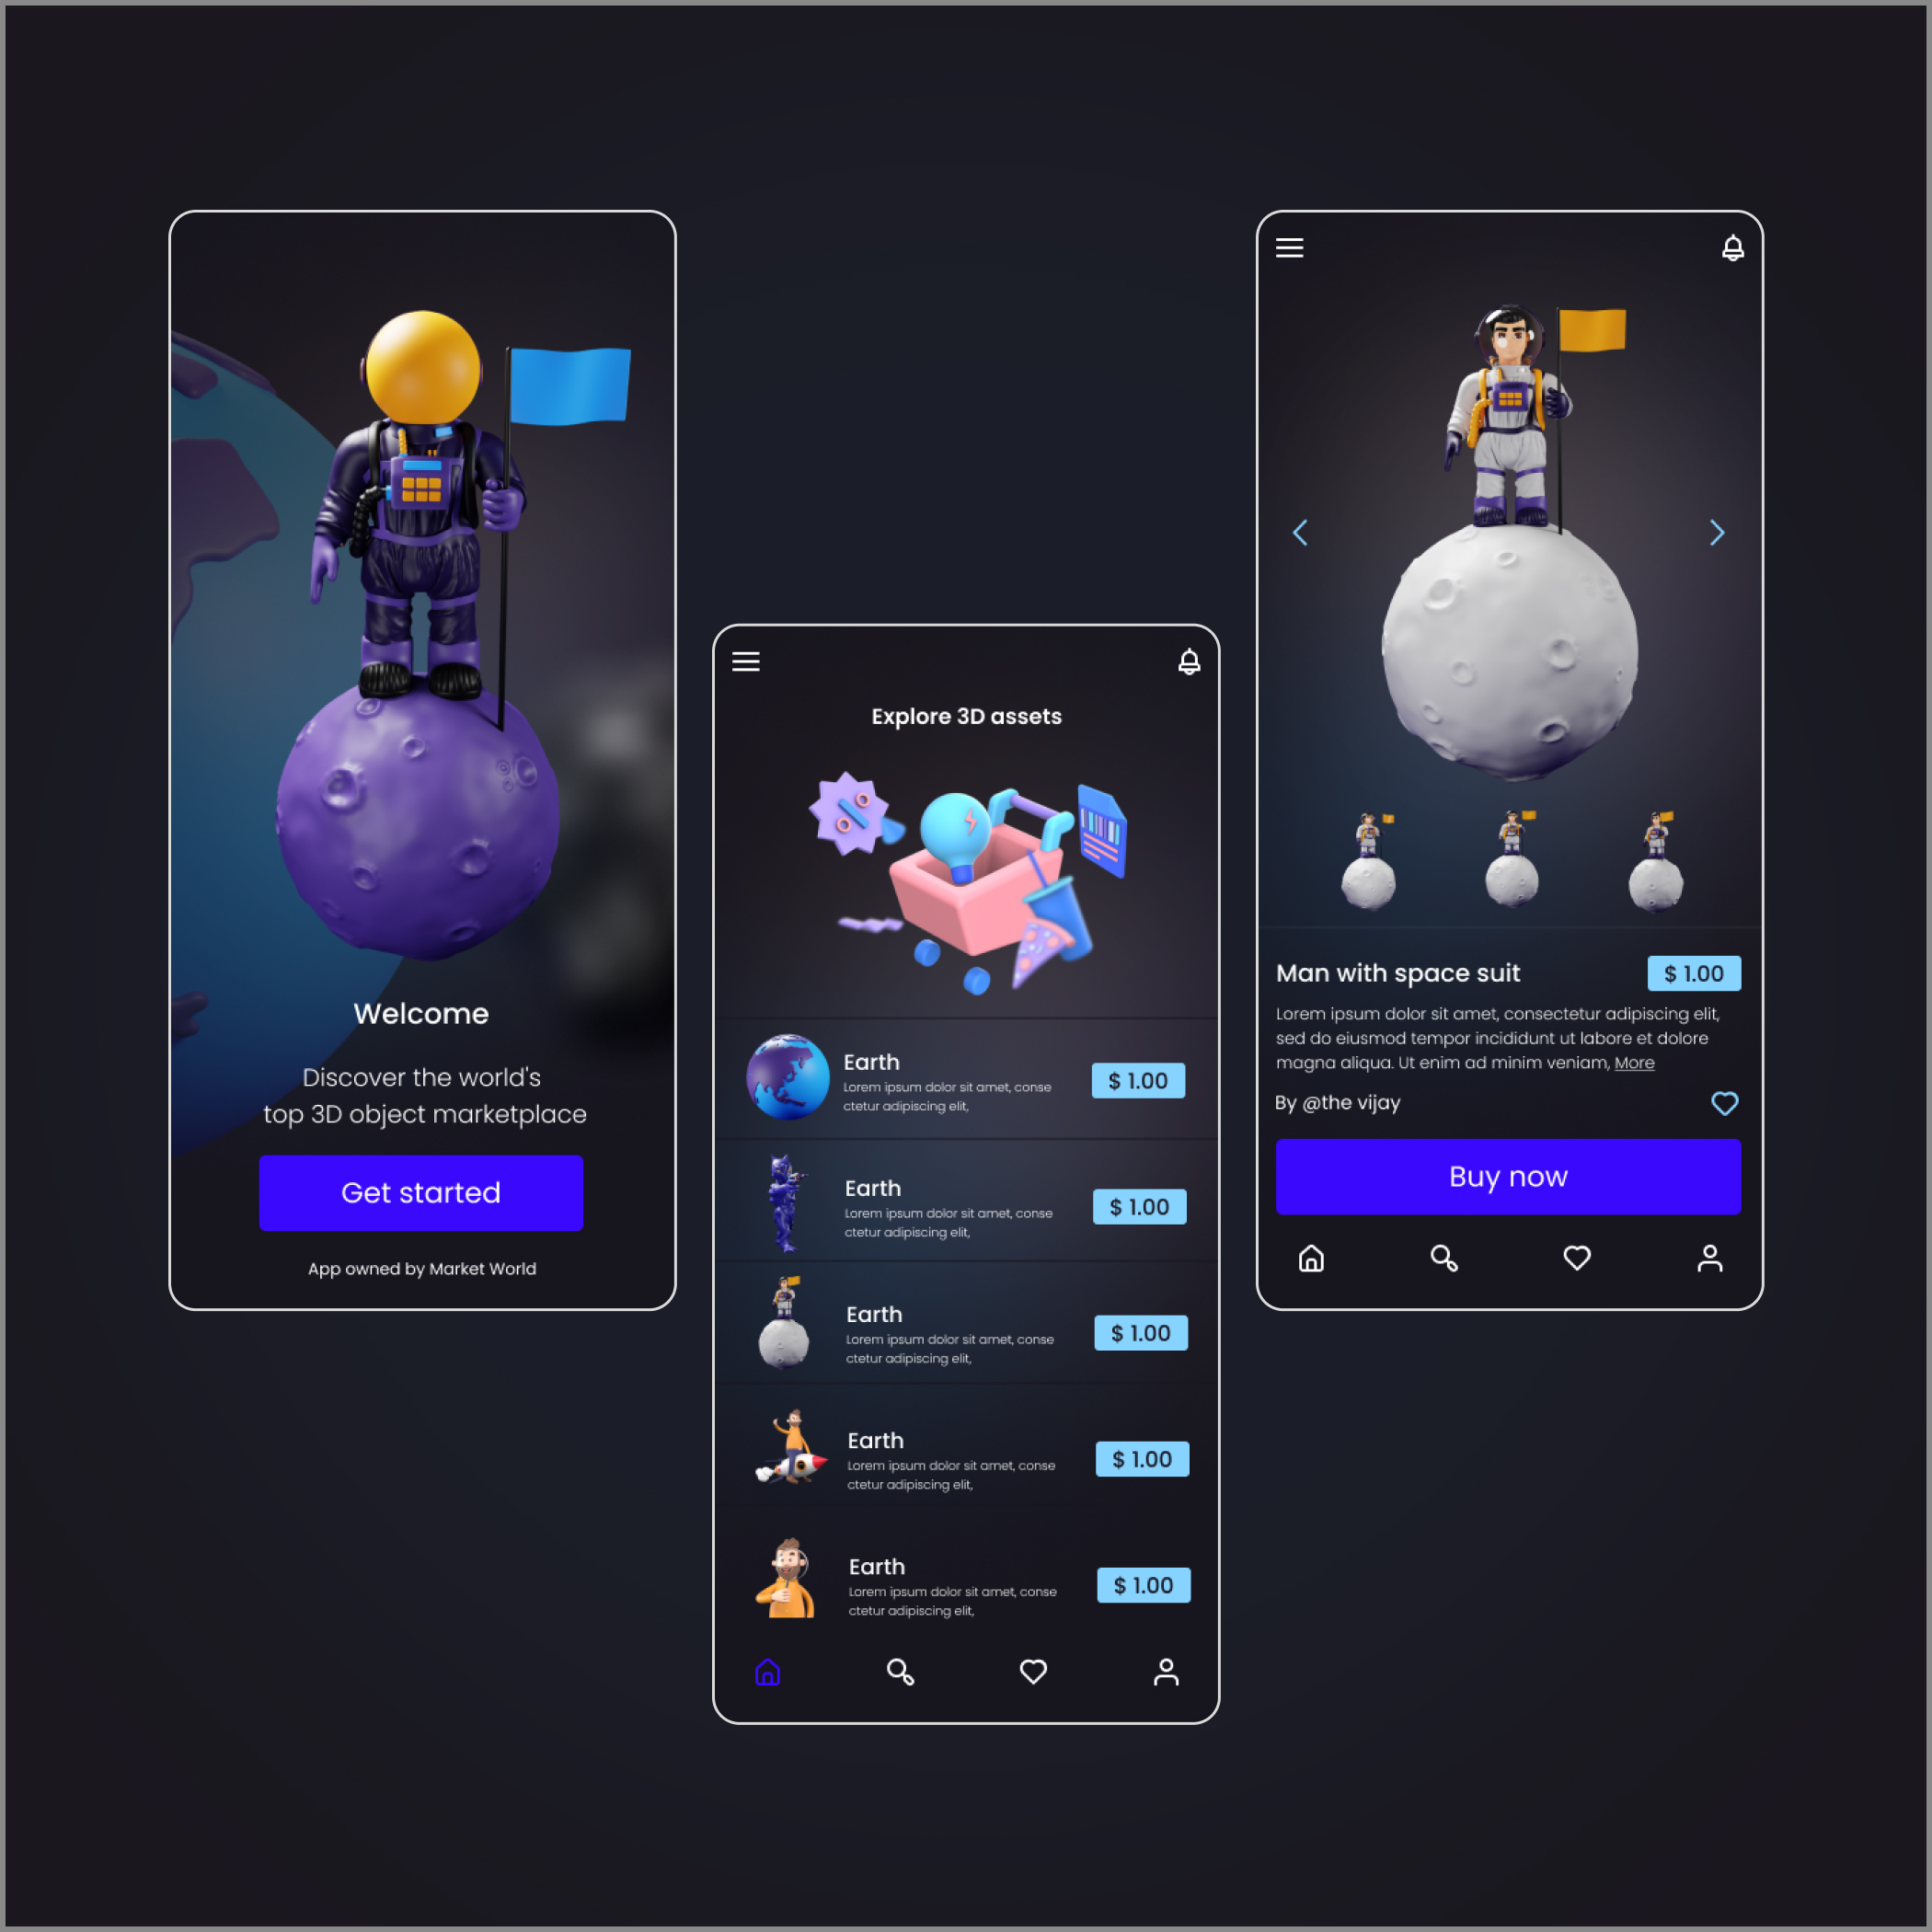 Welcome
Discover the world's
top 3D object marketplace
Get started
App owned by Market World
Explore 3D assets
Earth
Lorem ipsum dolor sit amet, conse
ctetur adipiscing elit,
$ 1.00
Earth
Lorem ipsum dolor sit amet, conse
ctetur adipiscing elit,
$ 1.00
Earth
Lorem ipsum dolor sit amet, conse
ctetur adipiscing elit,
$ 1.00
Earth
Lorem ipsum dolor sit amet, conse
ctetur adipiscing elit,
$ 1.00
Earth
Lorem ipsum dolor sit amet, conse
ctetur adipiscing elit,
$ 1.00
Man with space suit
$ 1.00
Lorem ipsum dolor sit amet, consectetur adipiscing elit,
sed do eiusmod tempor incididunt ut labore et dolore
magna aliqua. Ut enim ad minim veniam, More
By @the vijay
Buy now